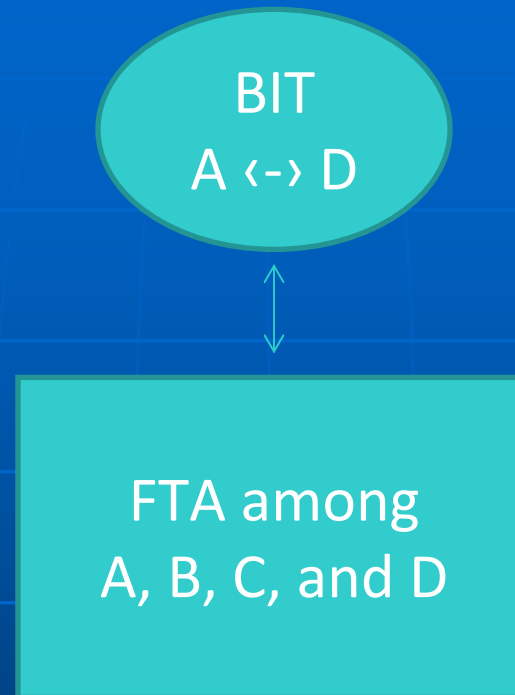 BIT
A ‹-› D
FTA among
A, B, C, and D